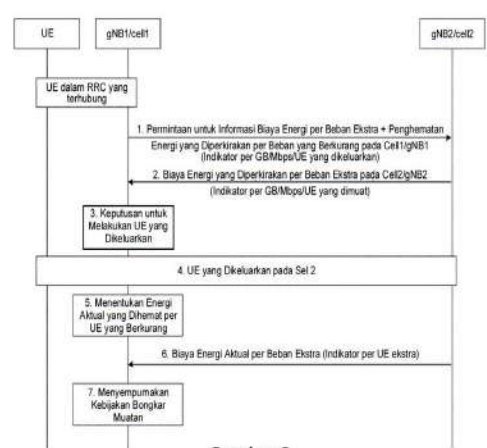 UE
gNB1/cell1
gNB2/cell2
UE dalam RRC yang
terhubung
1. Permintaan untuk Informasi Biaya Energi per Beban Ekstra + Penghematan
Energi yang Diperkirakan per Beban yang Berkurang pada Cell1/gNB1
(Indikator per GB/Mbps/UE yang dikeluarkan)
2. Biaya Energi yang Diperkirakan per Beban Ekstra pada Cell2/gNB2
(Indikator per GB/Mbps/UE yang dimuat)
3. Keputusan untuk
Melakukan UE yang
Dikeluarkan
4. UE yang Dikeluarkan pada Sel 2
5. Menentukan Energi
Aktual yang Dihemat per
UE yang Berkurang
6. Biaya Energi Aktual per Beban Ekstra (Indikator per UE ekstra)
7. Menyempurnakan
Kebijakan Bongkar
Muatan